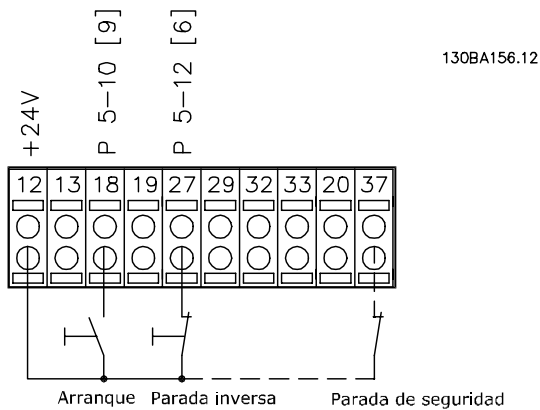 +24V
P 5-10 [9]
P 5-12 [6]
130BA156.12
12 13 18 19 27 29 32 33 20 37
Arranque Parada inversa Parada de seguridad